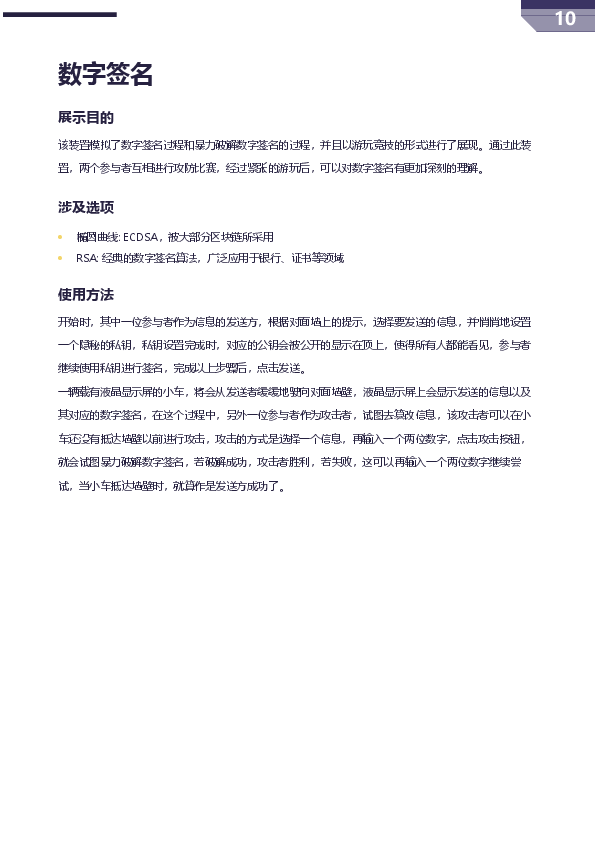 10
数字签名
展示目的
该装置模拟了数字签名过程和暴力破解数字签名的过程，并且以游玩竞技的形式进行了展现。通过此装
置，两个参与者互相进行攻防比赛，经过紧张的游玩后，可以对数字签名有更加深刻的理解。
涉及选项
• 椭圆曲线: ECDSA，被大部分区块链所采用
• RSA: 经典的数字签名算法，广泛应用于银行、证书等领域
使用方法
开始时，其中一位参与者作为信息的发送方，根据对面墙上的提示，选择要发送的信息，并悄悄地设置
一个隐秘的私钥，私钥设置完成时，对应的公钥会被公开的显示在顶上，使得所有人都能看见，参与者
继续使用私钥进行签名，完成以上步骤后，点击发送。
一辆载有液晶显示屏的小车，将会从发送者缓缓地驶向对面墙壁，液晶显示屏上会显示发送的信息以及
其对应的数字签名，在这个过程中，另外一位参与者作为攻击者，试图去篡改信息，该攻击者可以在小
车还没有抵达墙壁以前进行攻击，攻击的方式是选择一个信息，再输入一个两位数字，点击攻击按钮，
就会试图暴力破解数字签名，若破解成功，攻击者胜利，若失败，这可以再输入一个两位数字继续尝
试，当小车抵达墙壁时，就算作是发送方成功了。